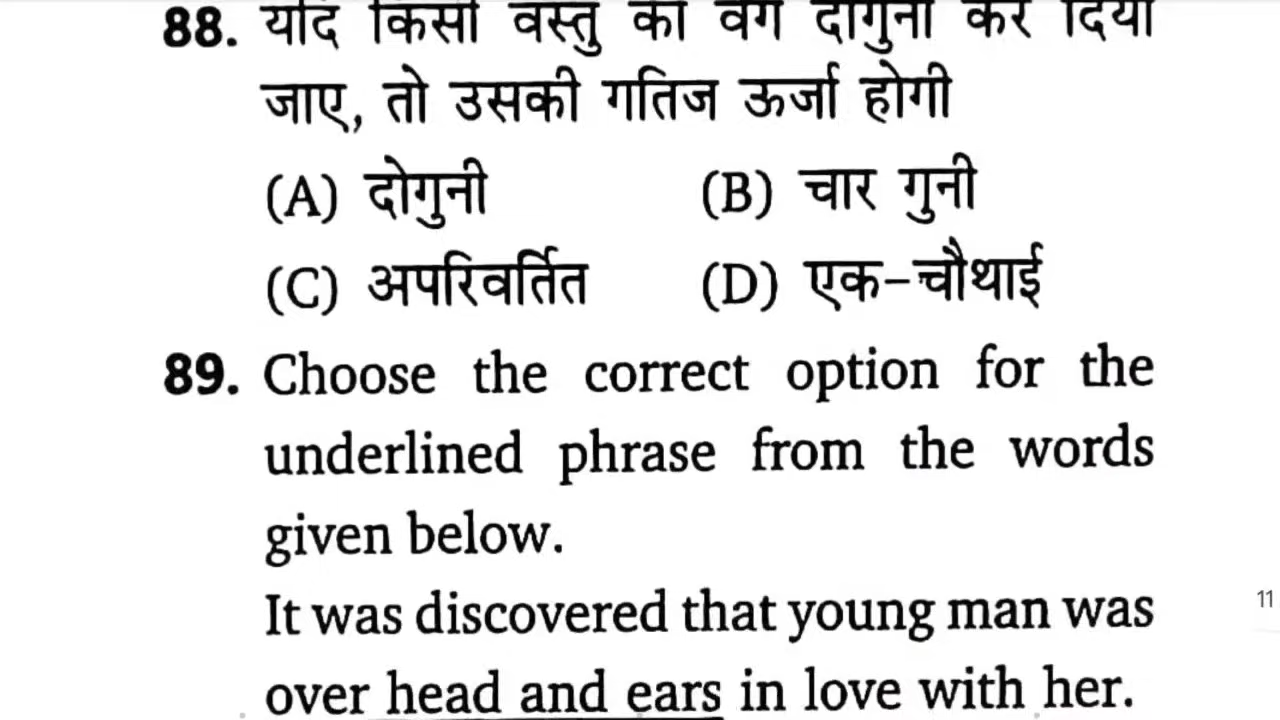 88. यदि किसी वस्तु का वेग दोगुना कर दिया
जाए, तो उसकी गतिज ऊर्जा होगी
(A) दोगुनी (B) चार गुनी
(C) अपरिवर्तित (D) एक-चौथाई
89. Choose the correct option for the
underlined phrase from the words
given below.
It was discovered that young man was
11
over head and ears in love with her.